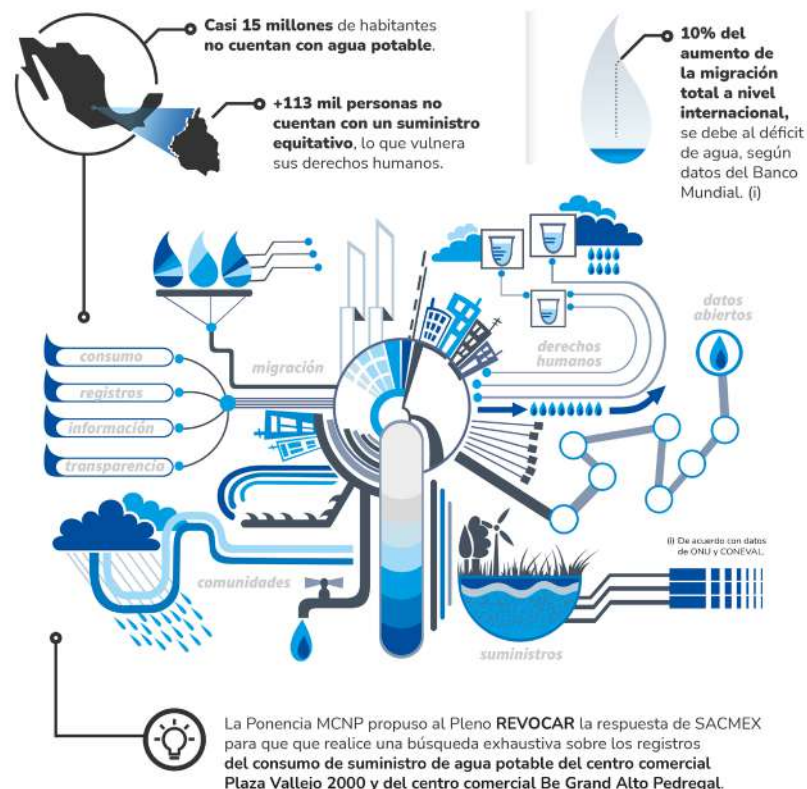 Casi 15 millones de habitantes
no cuentan con agua potable.
+113 mil personas no
cuentan con un suministro
equitativo, lo que vulnera
sus derechos humanos.
10% del
aumento de
la migración
total a nivel
internacional,
se debe al déficit
de agua, según
datos del Banco
Mundial. (i)
datos
abiertos
derechos
humanos
migración
consumo
registros
información
transparencia
(i) De acuerdo con datos
de ONU y CONEVAL.
comunidades
suministros
La Ponencia MCNP propuso al Pleno REVOCAR la respuesta de SACMEX
para que que realice una búsqueda exhaustiva sobre los registros
del consumo de suministro de agua potable del centro comercial
Plaza Vallejo 2000 y del centro comercial Be Grand Alto Pedregal.